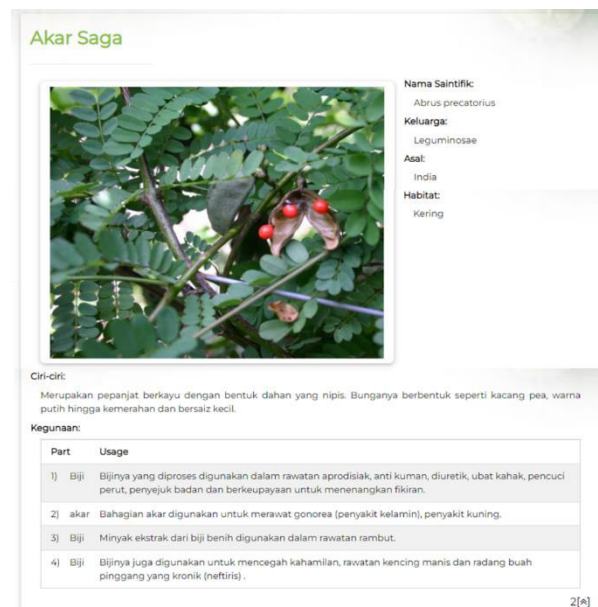 Akar Saga
Nama Saintifik:
Abrus precatorius
Keluarga:
Leguminosae
Asal:
India
Habitat:
Kering
Ciri-ciri:
Merupakan pepanjat berkayu dengan bentuk dahan yang nipis. Bunganya berbentuk seperti kacang pea, warna
putih hingga kemerahan dan bersaiz kecil.
Kegunaan:
Part Usage
1) Biji Bijinya yang diproses digunakan dalam rawatan aprodisiak, anti kuman, diuretik, ubat kahak, pencuci
perut, penyejuk badan dan berkeupayaan untuk menenangkan fikiran.
2) akar Bahagian akar digunakan untuk merawat gonorea (penyakit kelamin), penyakit kuning.
3) Biji Minyak ekstrak dari biji benih digunakan dalam rawatan rambut.
4) Biji Bijinya juga digunakan untuk mencegah kahamilan, rawatan kencing manis dan radang buah
pinggang yang kronik (neftiris) .
2[^]